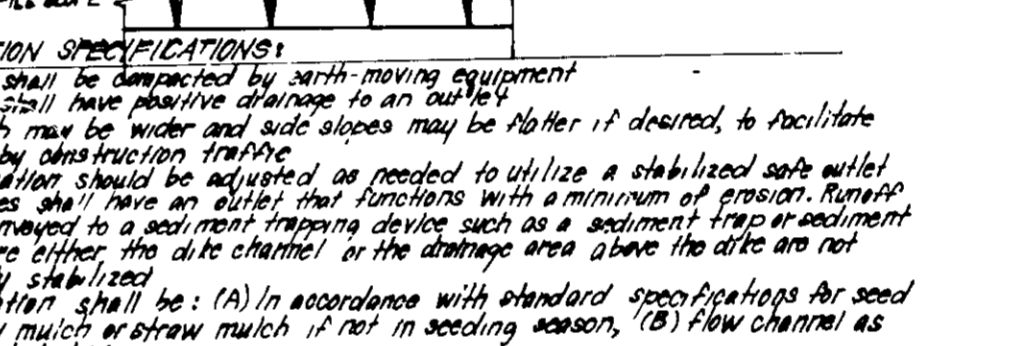 TION SPECIFICATIONS:
shall be compacted by earth-moving equipment
shall have positive drainage to an outlet
may be wider and side slopes may be flatter if desired, to facilitate
by construction traffic
ation should be adjusted as needed to utilize a stabilized safe outlet
es shall have an outlet that functions with a minimum of erosion. Runoff
nveyed to a sediment trapping device such as a sediment trap or sediment
re either the dike channel or the drainage area above the dike are not
y stabilized
ation shall be: (A) In accordance with standard specifications for seed
mulch or straw mulch if not in seeding season, (B) flow channel as